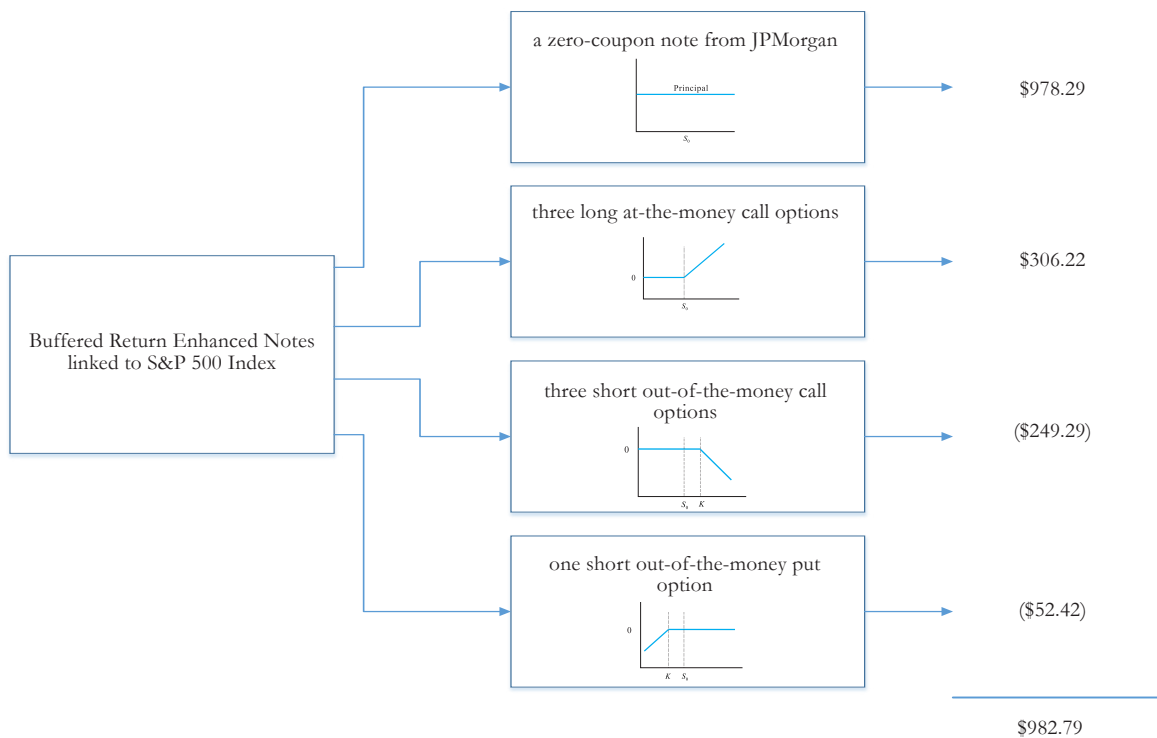 Buffered Return Enhanced Notes
linked to S&P 500 Index
a zero-coupon note from JPMorgan
Principal
S₀
$978.29
three long at-the-money call options
0
S₀
$306.22
three short out-of-the-money call
options
0
S₀ K
($249.29)
one short out-of-the-money put
option
0
K S₀
($52.42)
$982.79